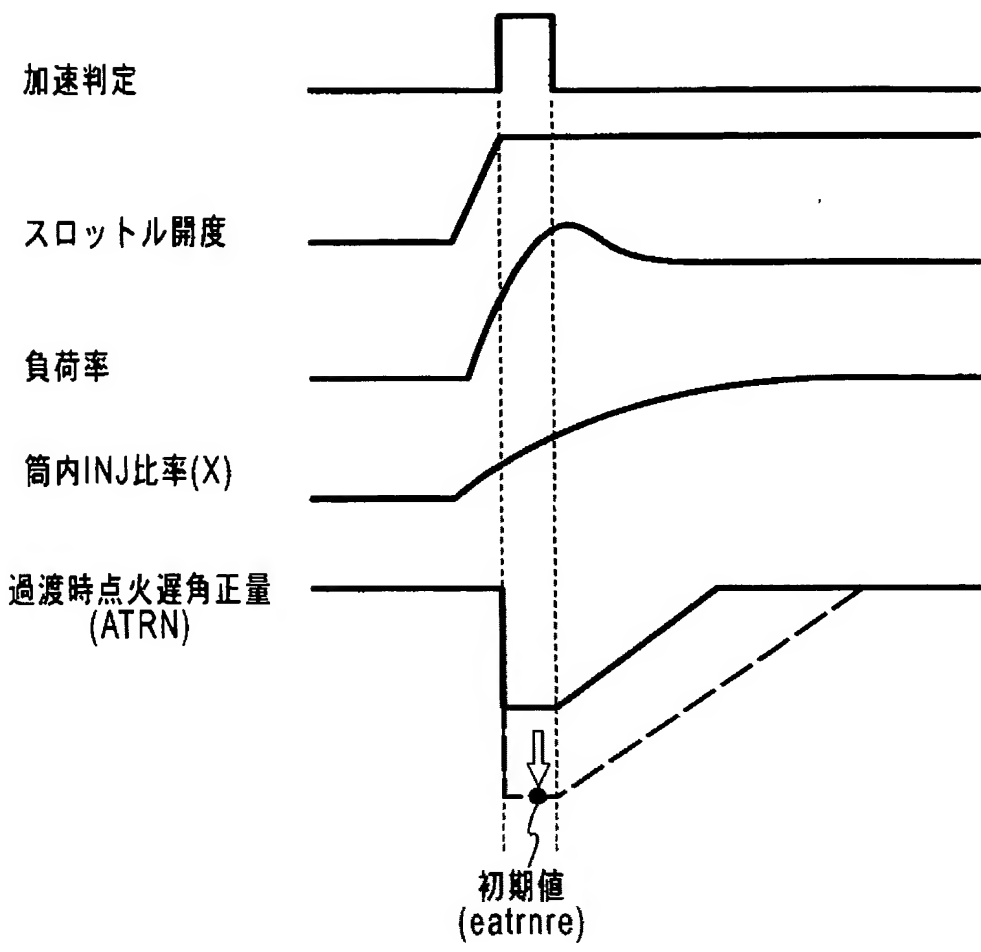 加速判定
スロットル開度
負荷率
筒内INJ比率(X)
過渡時点火遅角正量
(ATRN)
初期値
(eatrnre)